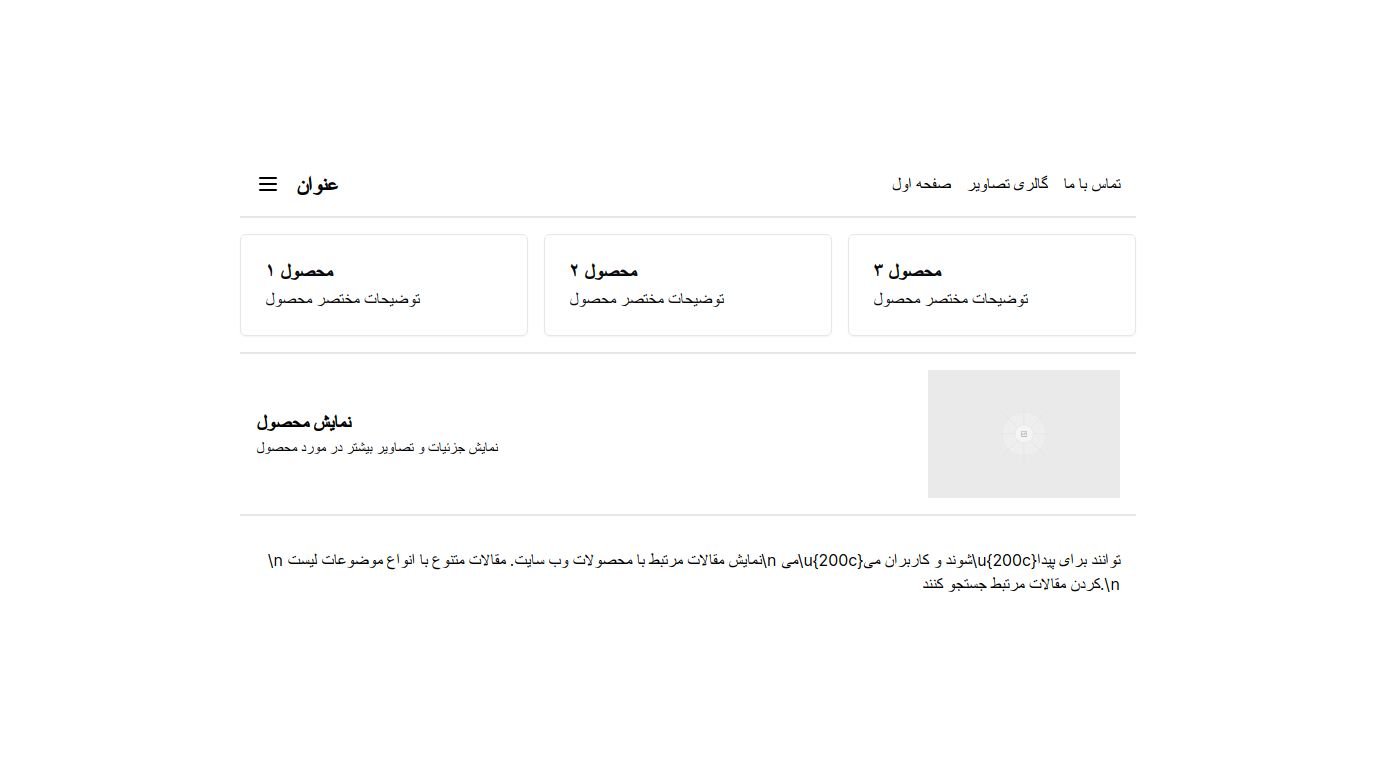 عنوان
صفحه اول
گالری تصاویر
تماس با ما
محصول ۱
توضیحات مختصر محصول
محصول ۲
توضیحات مختصر محصول
محصول ۳
توضیحات مختصر محصول
نمایش محصول
نمایش جزئیات و تصاویر بیشتر در مورد محصول
\n نمایش مقالات مرتبط با محصولات وب سایت. مقالات متنوع با انواع موضوعات لیست\n می\u{200c}شوند و کاربران می\u{200c}توانند برای پیدا
کردن مقالات مرتبط جستجو کنند.\n